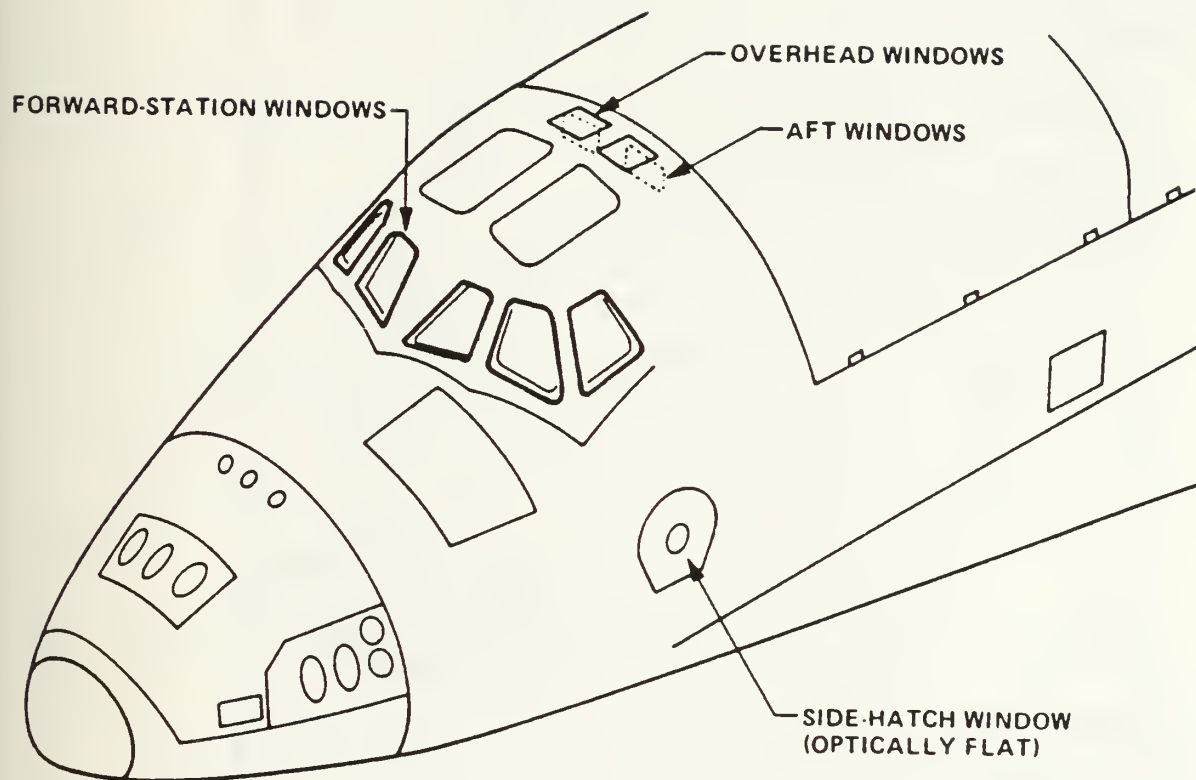 OVERHEAD WINDOWS
FORWARD-STATION WINDOWS
AFT WINDOWS
SIDE-HATCH WINDOW
(OPTICALLY FLAT)